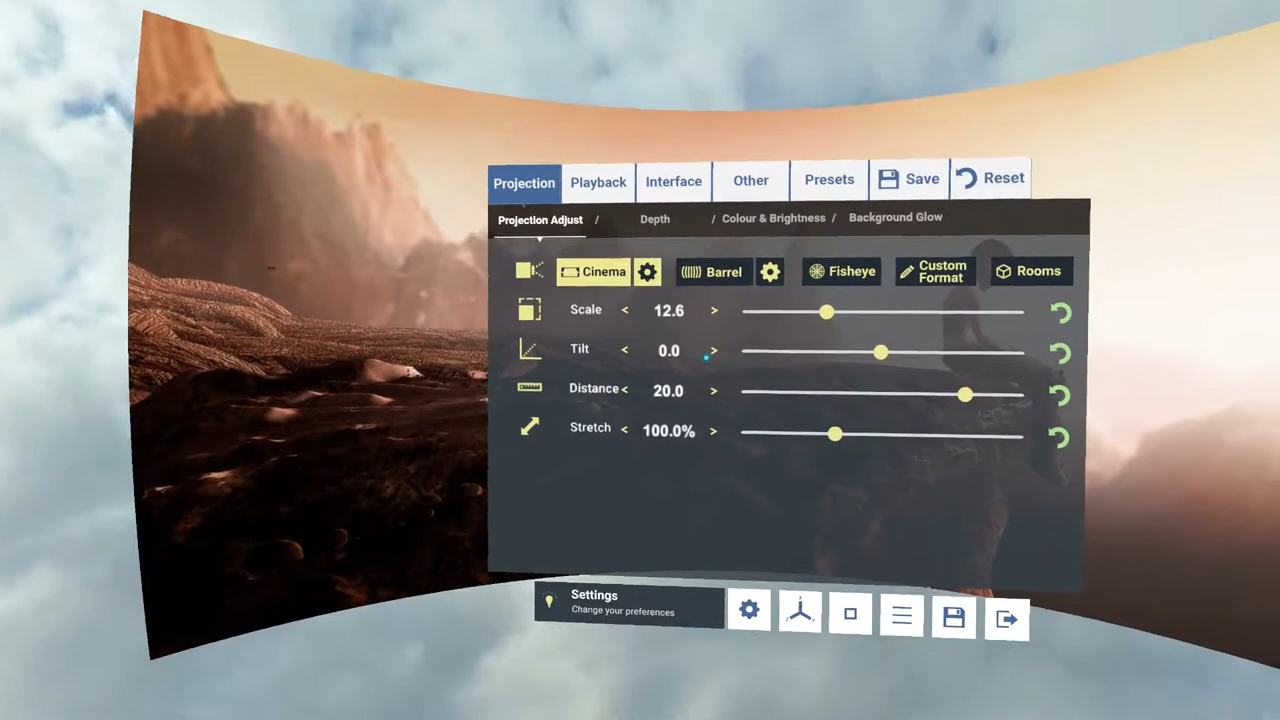 Projection Playback Interface Other Presets Save Reset
Projection Adjust / Depth / Colour & Brightness / Background Glow
Cinema Barrel Fisheye Custom Format Rooms
Scale < 12.6 >
Tilt < 0.0 >
Distance < 20.0 >
Stretch < 100.0% >
Settings
Change your preferences